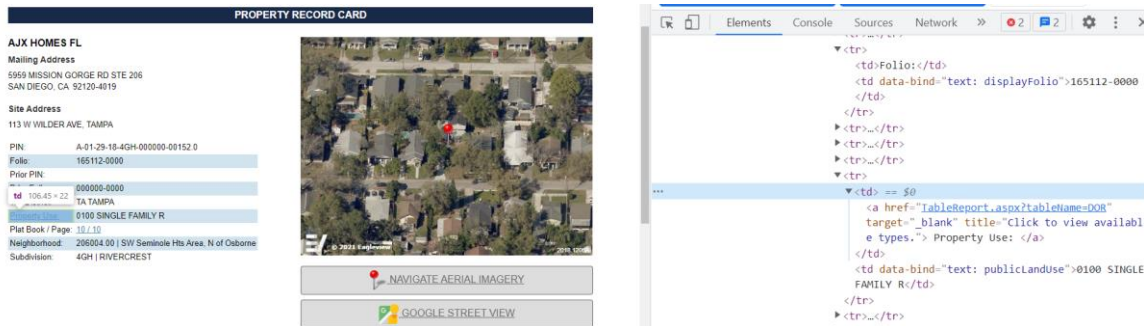 PROPERTY RECORD CARD
AJX HOMES FL
Mailing Address
5959 MISSION GORGE RD STE 206
SAN DIEGO, CA 92120-4019
Site Address
113 W WILDER AVE, TAMPA
PIN: A-01-29-18-4GH-000000-00152.0
Folio: 165112-0000
Prior PIN:
000000-0000
td 106.45 × 22
TA TAMPA
Property Use: 0100 SINGLE FAMILY R
Plat Book / Page: 10 / 10
Neighborhood: 206004.00 | SW Seminole Hts Area, N of Osborne
Subdivision: 4GH | RIVERCREST
© 2021 Eagleview
NAVIGATE AERIAL IMAGERY
GOOGLE STREET VIEW
Elements Console Sources Network » 2 2
▼<tr>
<td>Folio:</td>
<td data-bind="text: displayFolio">165112-0000
</td>
</tr>
▶<tr>…</tr>
▶<tr>…</tr>
▶<tr>…</tr>
▼<tr>
… ▼<td> == $0
<a href="TableReport.aspx?tableName=DOR"
target="_blank" title="Click to view availabl
e types."> Property Use: </a>
</td>
<td data-bind="text: publicLandUse">0100 SINGLE
FAMILY R</td>
</tr>
▶<tr>…</tr>